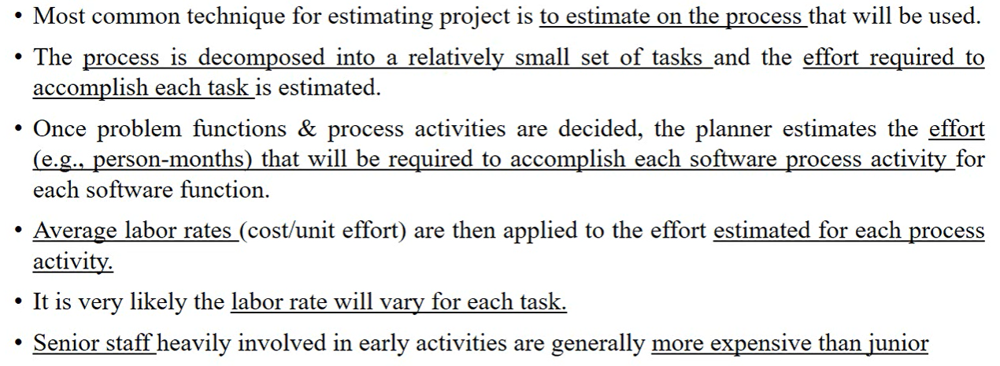 • Most common technique for estimating project is to estimate on the process that will be used.
• The process is decomposed into a relatively small set of tasks and the effort required to
accomplish each task is estimated.
• Once problem functions & process activities are decided, the planner estimates the effort
(e.g., person-months) that will be required to accomplish each software process activity for
each software function.
• Average labor rates (cost/unit effort) are then applied to the effort estimated for each process
activity.
• It is very likely the labor rate will vary for each task.
• Senior staff heavily involved in early activities are generally more expensive than junior